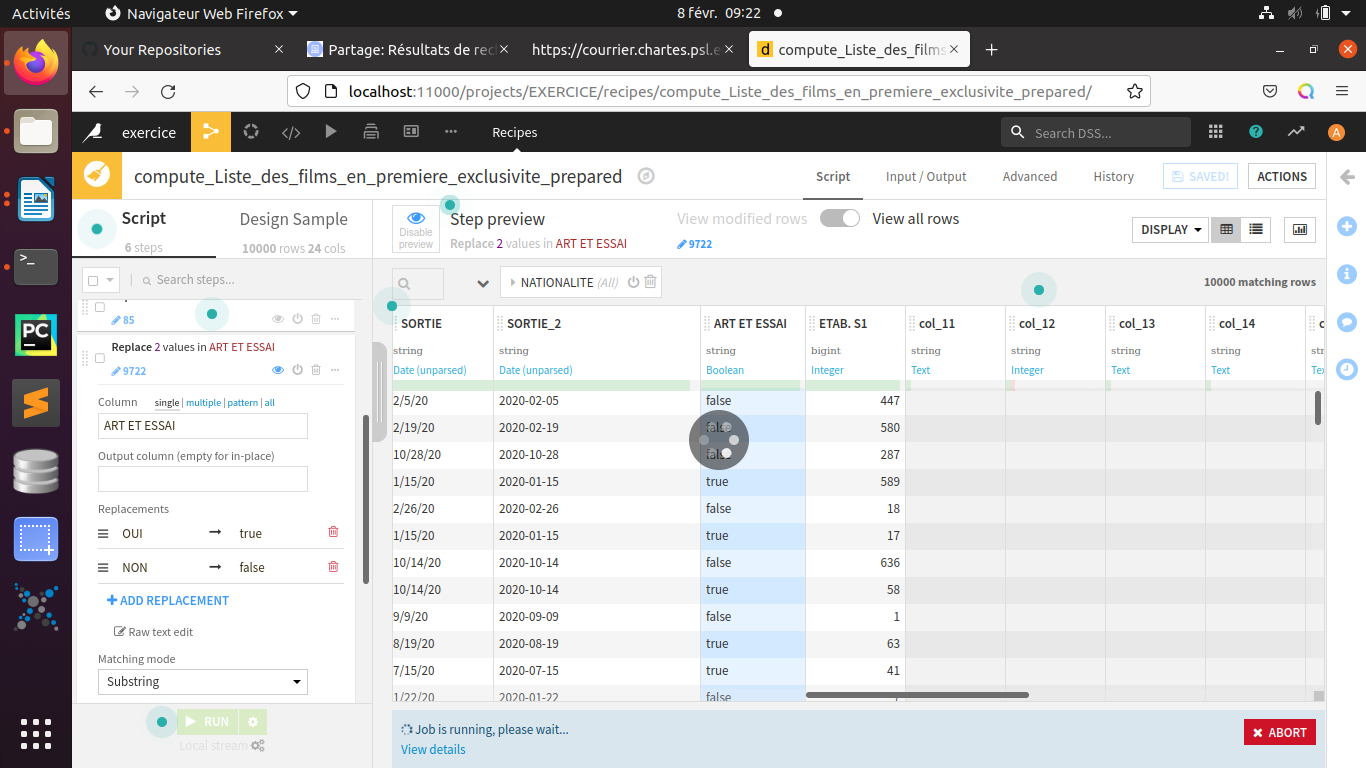 Activités
Navigateur Web Firefox
8 févr. 09:22
Your Repositories
Partage: Résultats de rec
https://courrier.chartes.psl.e
compute_Liste_des_films
localhost:11000/projects/EXERCICE/recipes/compute_Liste_des_films_en_premiere_exclusivite_prepared/
exercice
Recipes
Search DSS...
A
compute_Liste_des_films_en_premiere_exclusivite_prepared
Script
Input / Output
Advanced
History
SAVED!
ACTIONS
Script
6 steps
Design Sample
10000 rows 24 cols
Disable preview
Step preview
Replace 2 values in ART ET ESSAI
View modified rows
View all rows
9722
DISPLAY
Search steps...
NATIONALITE (All)
10000 matching rows
85
Replace 2 values in ART ET ESSAI
9722
Column single | multiple | pattern | all
ART ET ESSAI
Output column (empty for in-place)
Replacements
OUI → true
NON → false
ADD REPLACEMENT
Raw text edit
Matching mode
Substring
RUN
Local stream
SORTIE SORTIE_2 ART ET ESSAI ETAB. S1 col_11 col_12 col_13 col_14
string string string bigint string string string string
Date (unparsed) Date (unparsed) Boolean Integer Text Integer Text Text
2/5/20 2020-02-05 false 447
2/19/20 2020-02-19 false 580
10/28/20 2020-10-28 false 287
1/15/20 2020-01-15 true 589
2/26/20 2020-02-26 false 18
1/15/20 2020-01-15 true 17
10/14/20 2020-10-14 false 636
10/14/20 2020-10-14 true 58
9/9/20 2020-09-09 false 1
8/19/20 2020-08-19 true 63
7/15/20 2020-07-15 true 41
1/22/20 2020-01-22 false
Job is running, please wait...
View details
ABORT